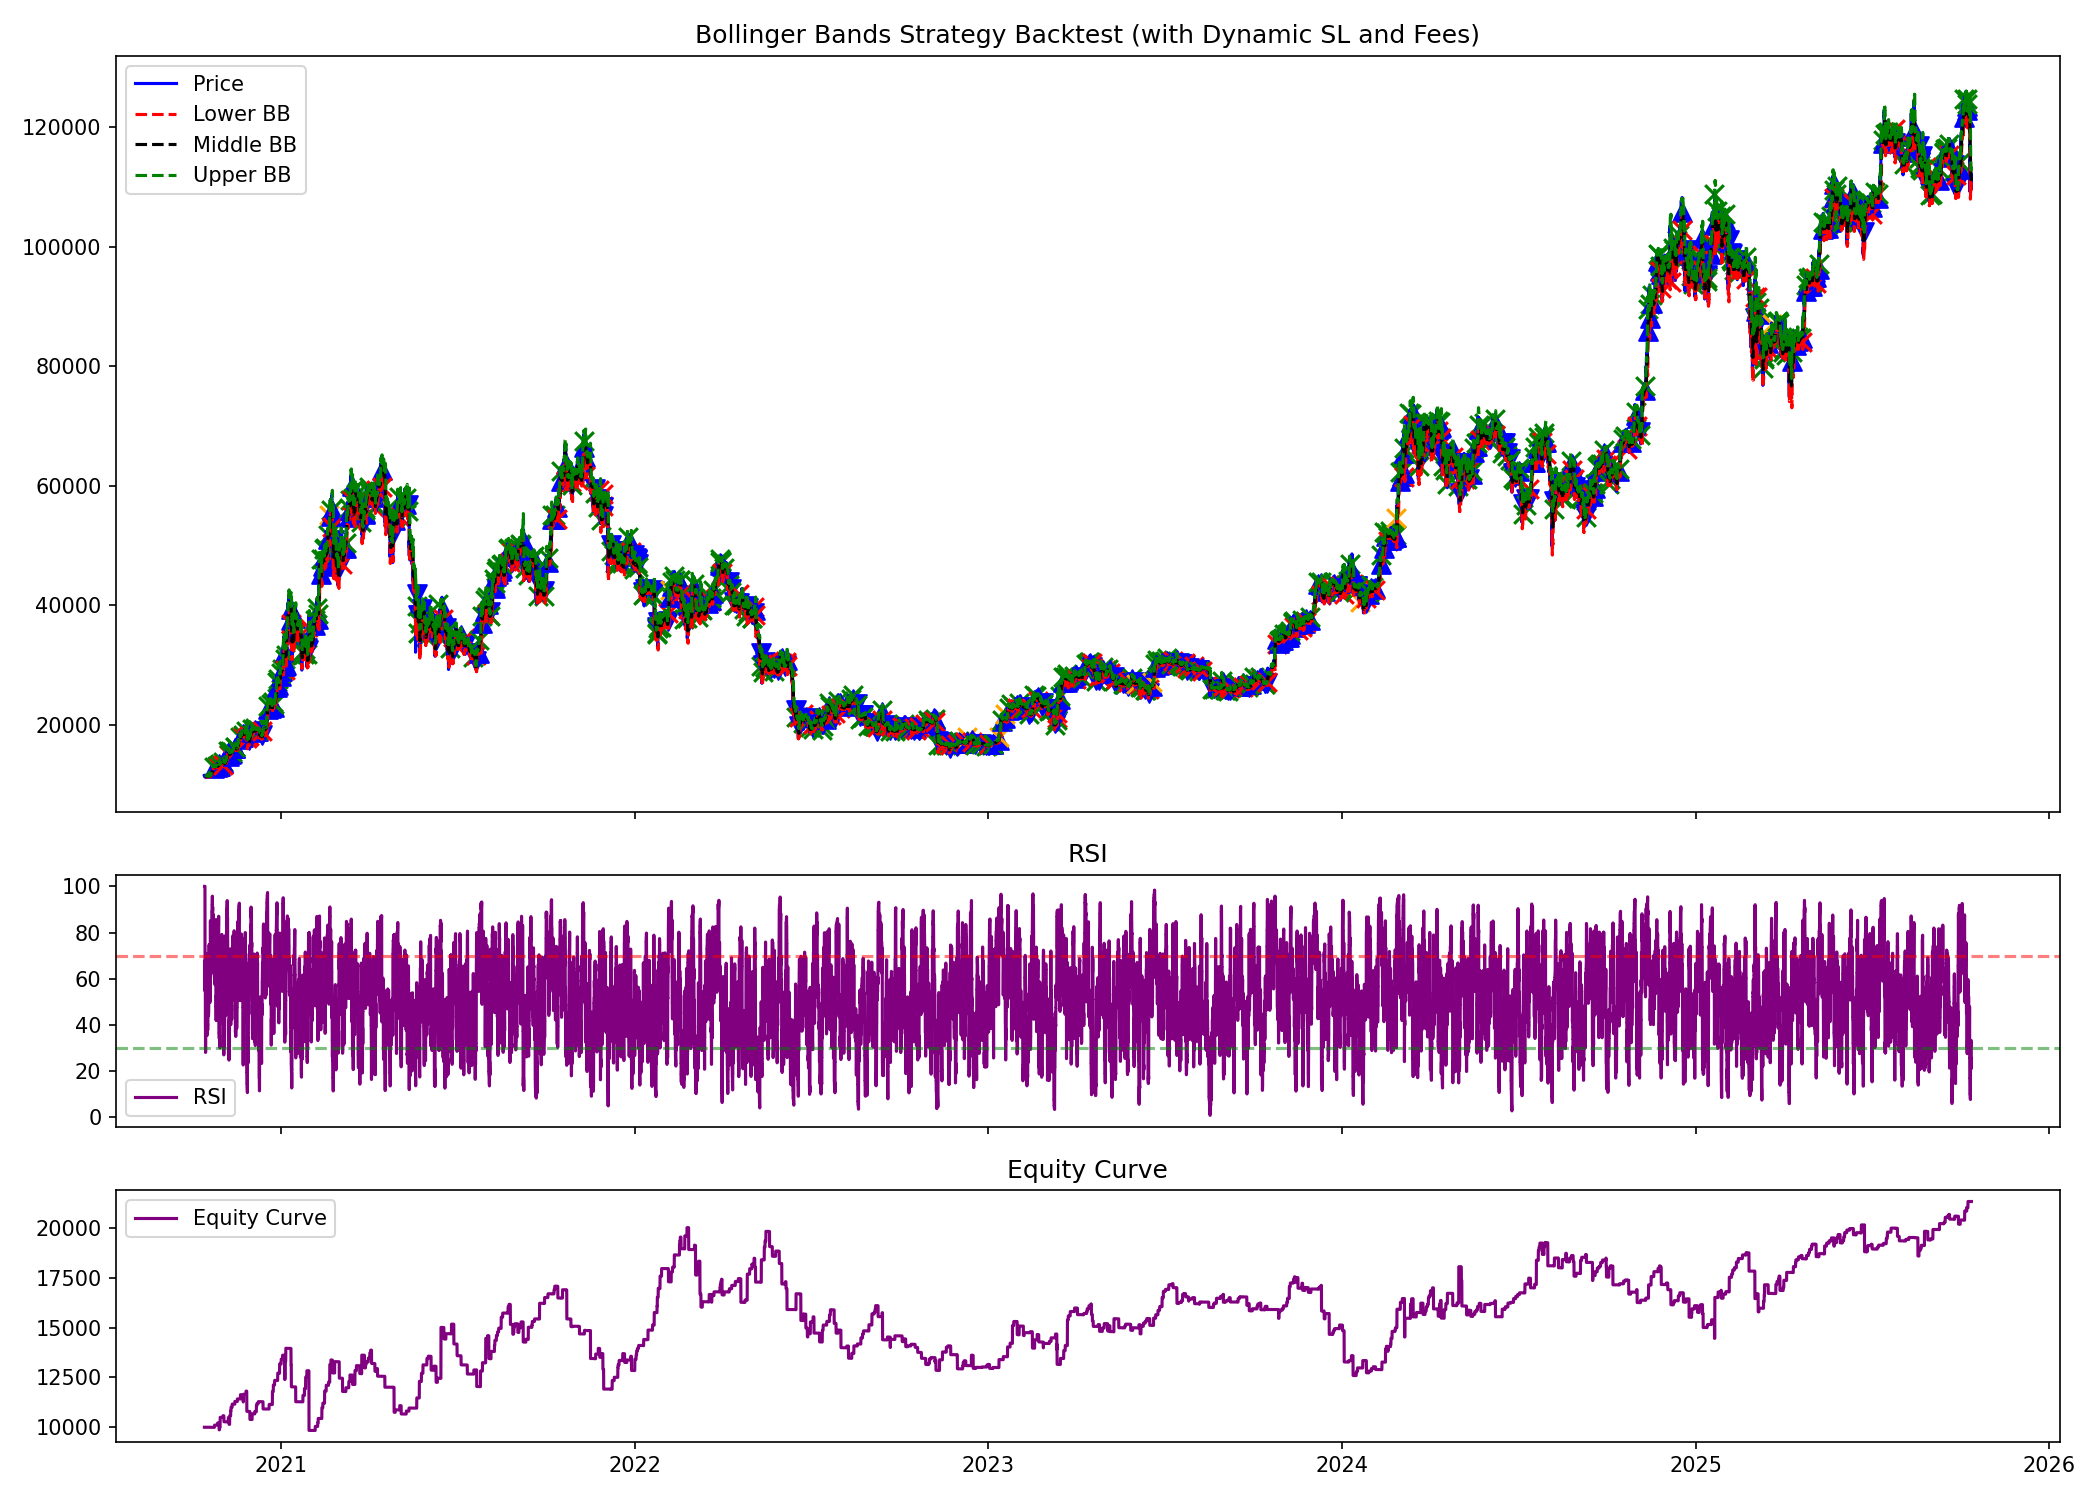 Bollinger Bands Strategy Backtest (with Dynamic SL and Fees)
Price
Lower BB
Middle BB
Upper BB
120000
100000
80000
60000
40000
20000
RSI
100
80
60
40
20
0
RSI
Equity Curve
Equity Curve
20000
17500
15000
12500
10000
2021
2022
2023
2024
2025
2026